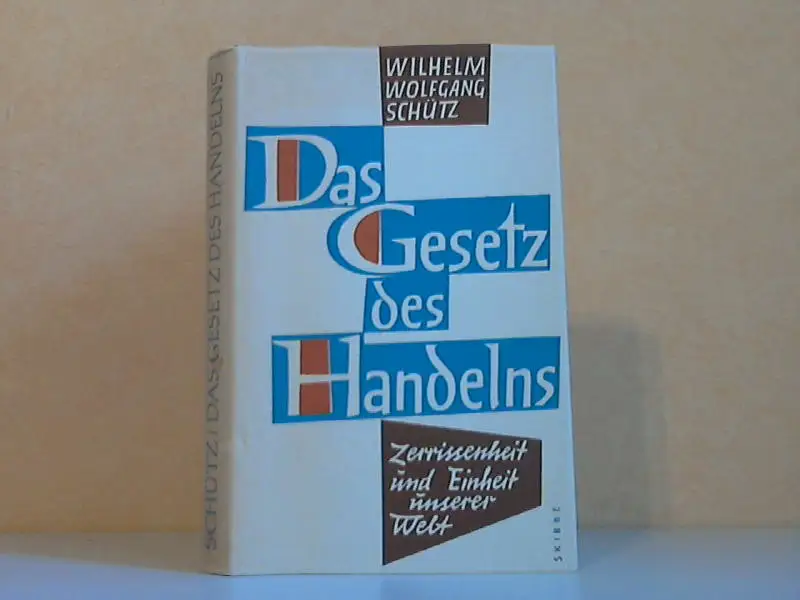 WILHELM
WOLFGANG
SCHÜTZ
Das
Gesetz
des
Handelns
Zerrissenheit
und Einheit
unserer
Welt
SKIBBE
SCHÜTZ / DAS GESETZ DES HANDELNS